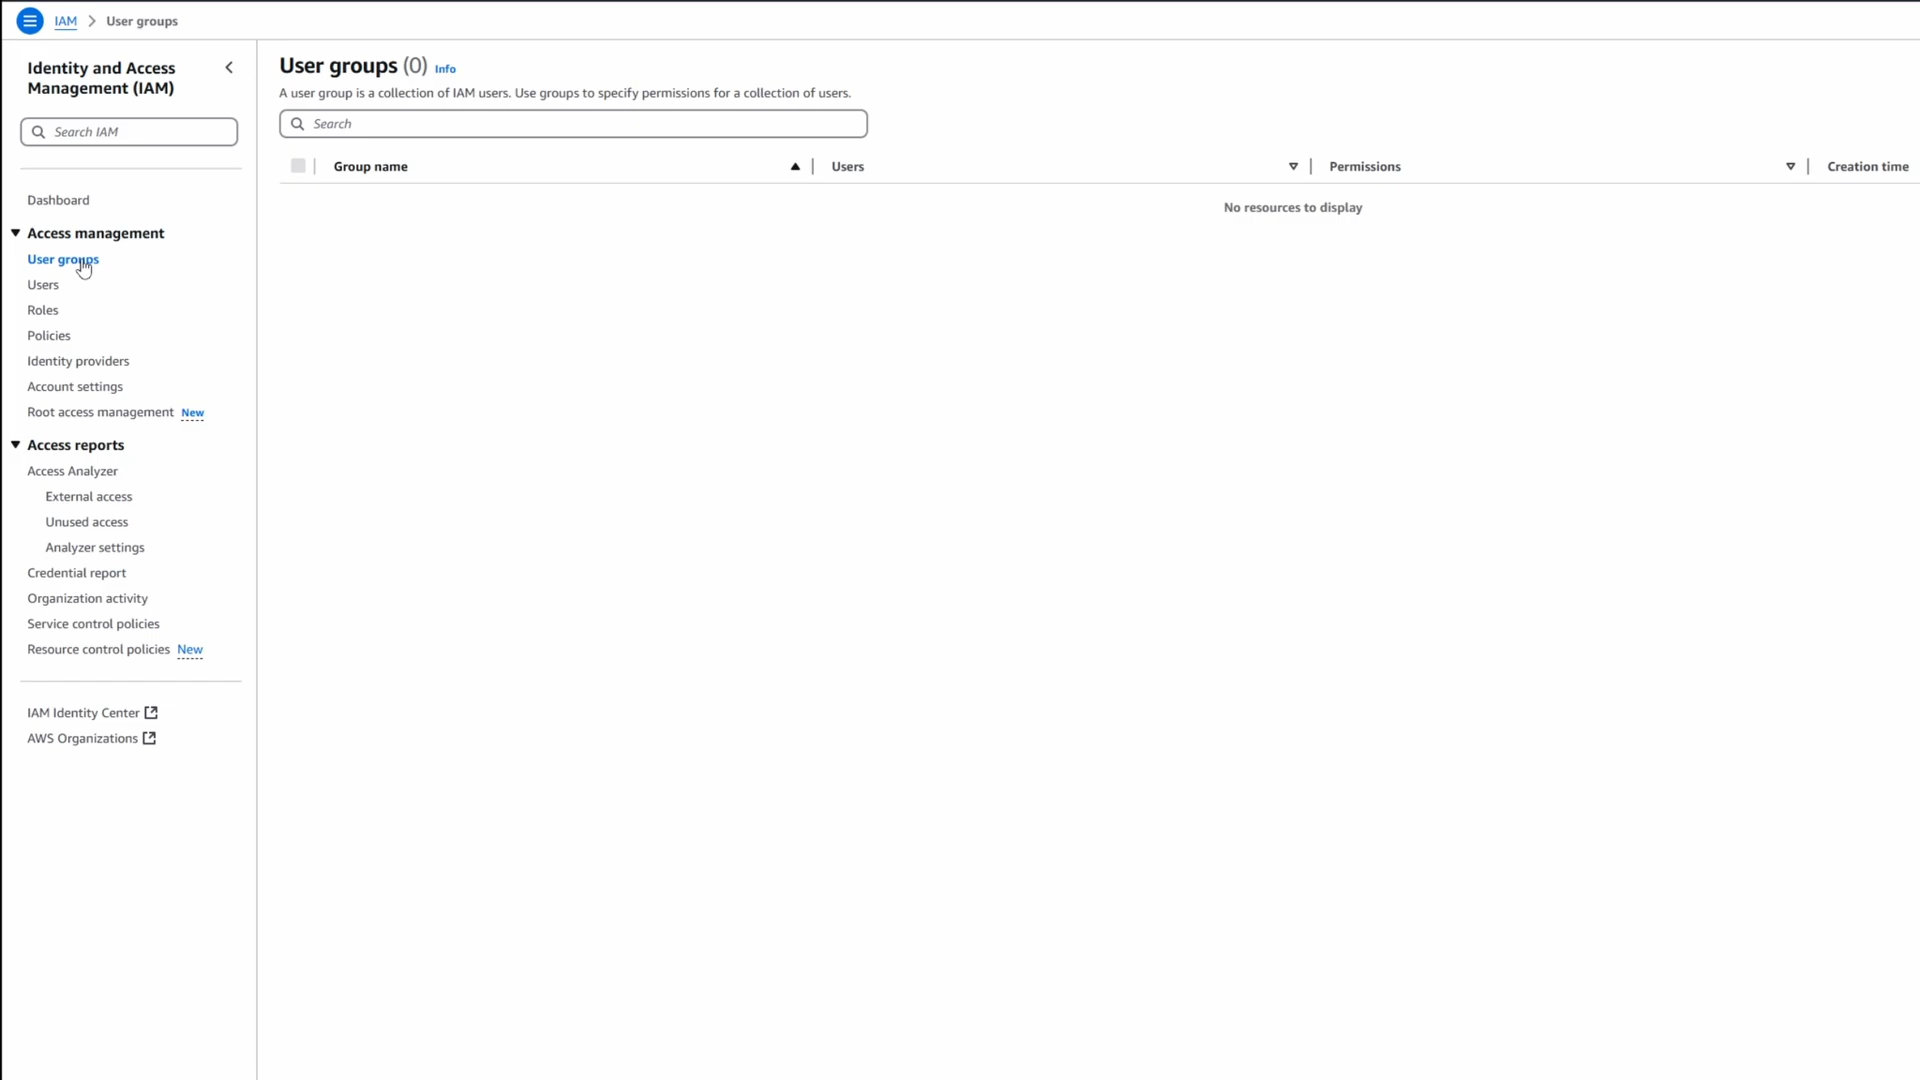 IAM > User groups
Identity and Access
Management (IAM)
Search IAM
Dashboard
Access management
User groups
Users
Roles
Policies
Identity providers
Account settings
Root access management New
Access reports
Access Analyzer
External access
Unused access
Analyzer settings
Credential report
Organization activity
Service control policies
Resource control policies New
IAM Identity Center
AWS Organizations
User groups (0) Info
A user group is a collection of IAM users. Use groups to specify permissions for a collection of users.
Search
Group name Users Permissions Creation time
No resources to display